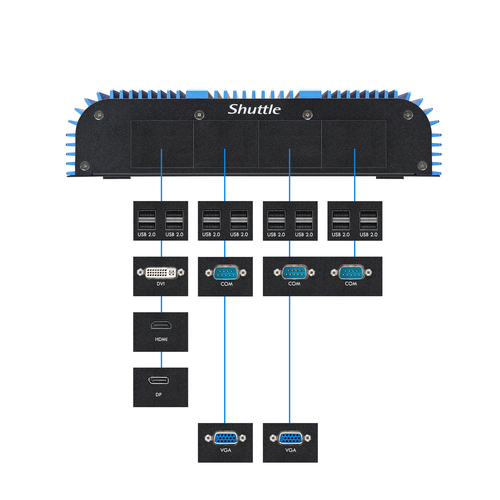 Shuttle
USB 2.0 USB 2.0 USB 2.0 USB 2.0 USB 2.0 USB 2.0 USB 2.0 USB 2.0
DVI COM COM COM
HDMI
DP
VGA VGA